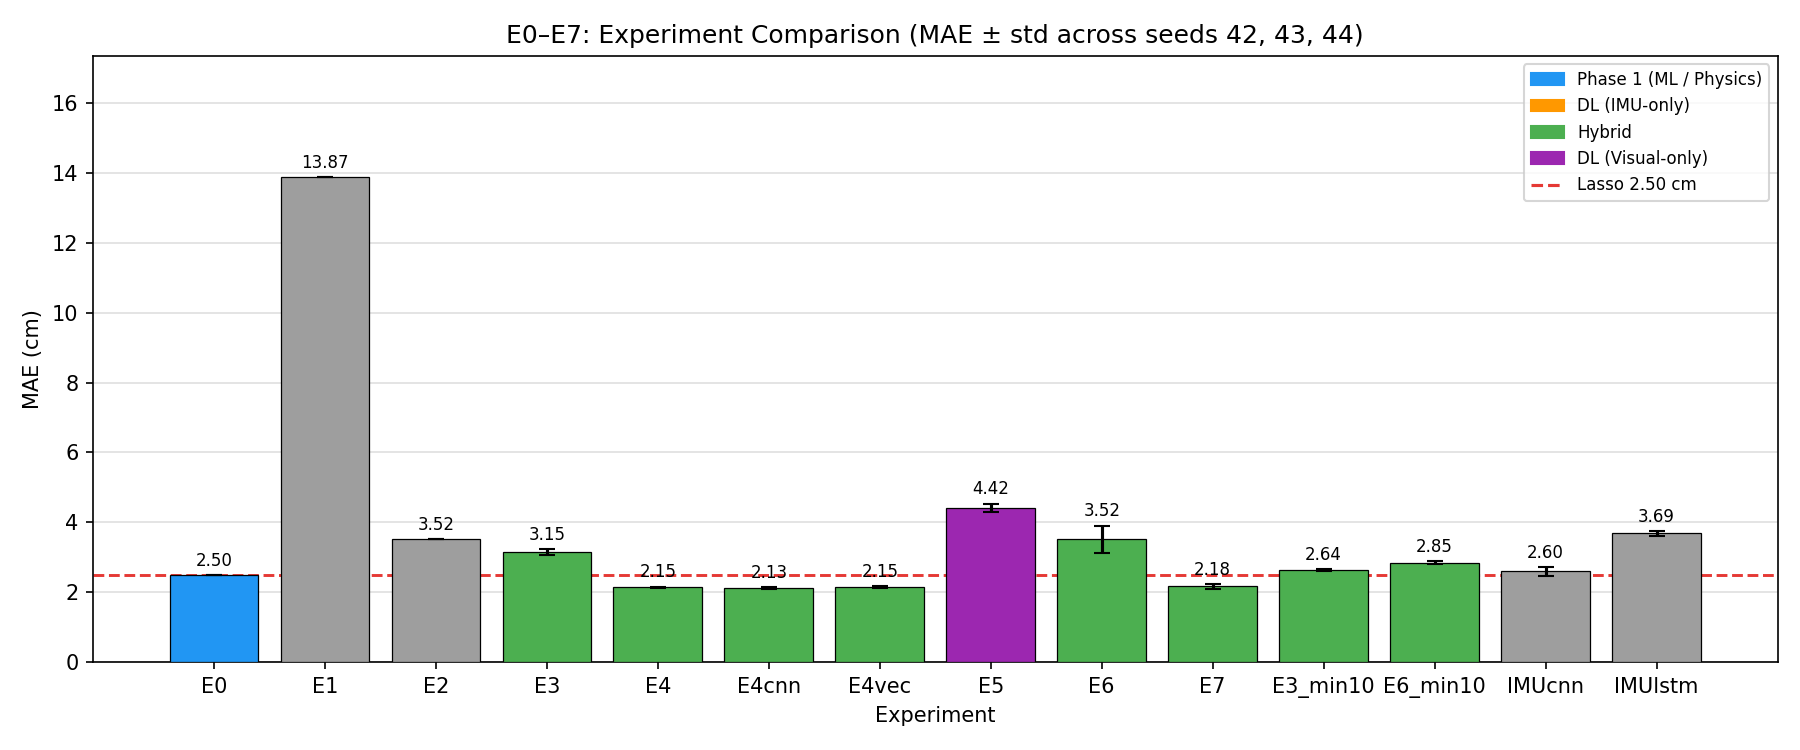 E0–E7: Experiment Comparison (MAE ± std across seeds 42, 43, 44)
Phase 1 (ML / Physics)
DL (IMU-only)
Hybrid
DL (Visual-only)
Lasso 2.50 cm
MAE (cm)
16
14
12
10
8
6
4
2
0
2.50
13.87
3.52
3.15
2.15
2.13
2.15
4.42
3.52
2.18
2.64
2.85
2.60
3.69
E0 E1 E2 E3 E4 E4cnn E4vec E5 E6 E7 E3_min10 E6_min10 IMUcnn IMUlstm
Experiment